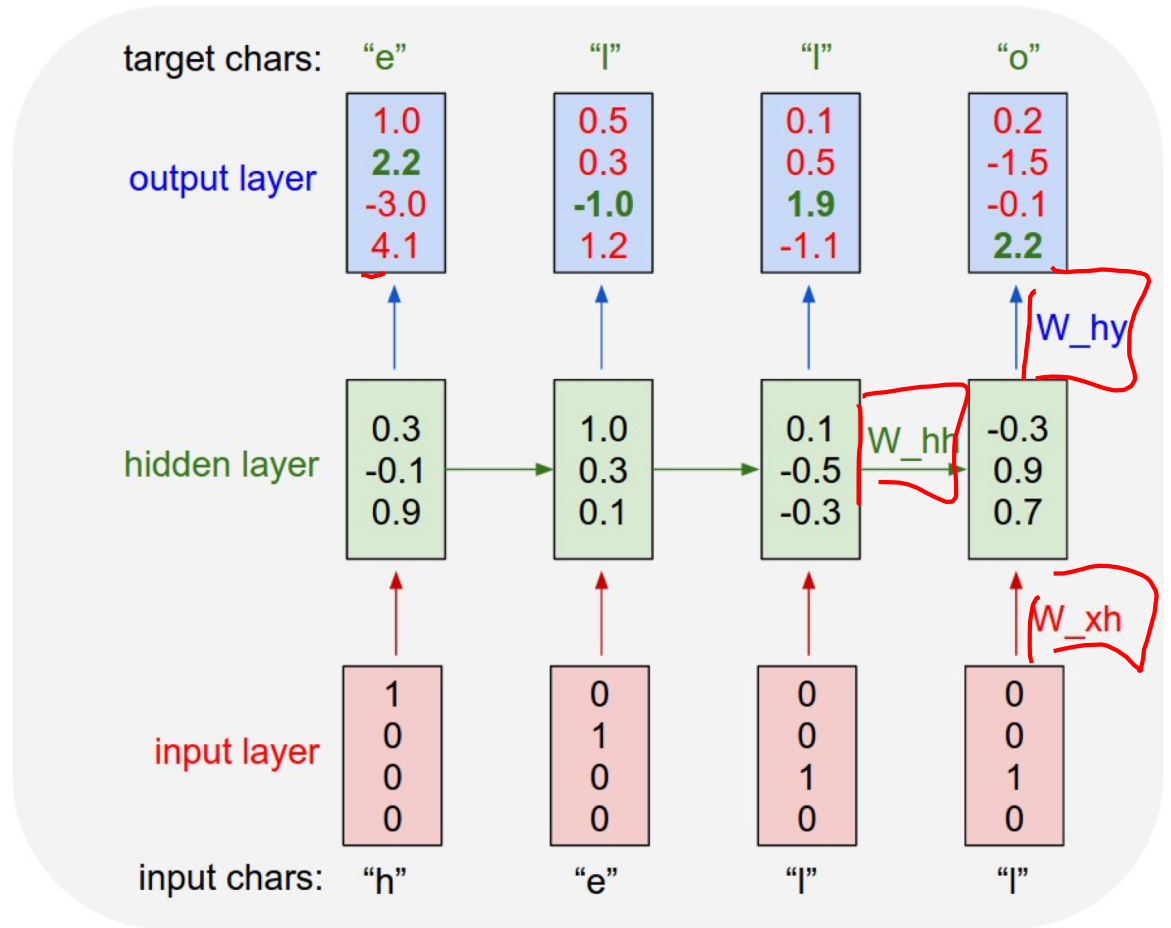 target chars: “e” “l” “l” “o”
1.0 0.5 0.1 0.2
2.2 0.3 0.5 -1.5
output layer
-3.0 -1.0 1.9 -0.1
4.1 1.2 -1.1 2.2
W_hy
0.3 1.0 0.1 -0.3
W_hh
hidden layer -0.1 0.3 -0.5 0.9
0.9 0.1 -0.3 0.7
W_xh
1 0 0 0
0 1 0 0
input layer
0 0 1 1
0 0 0 0
input chars: “h” “e” “l” “l”